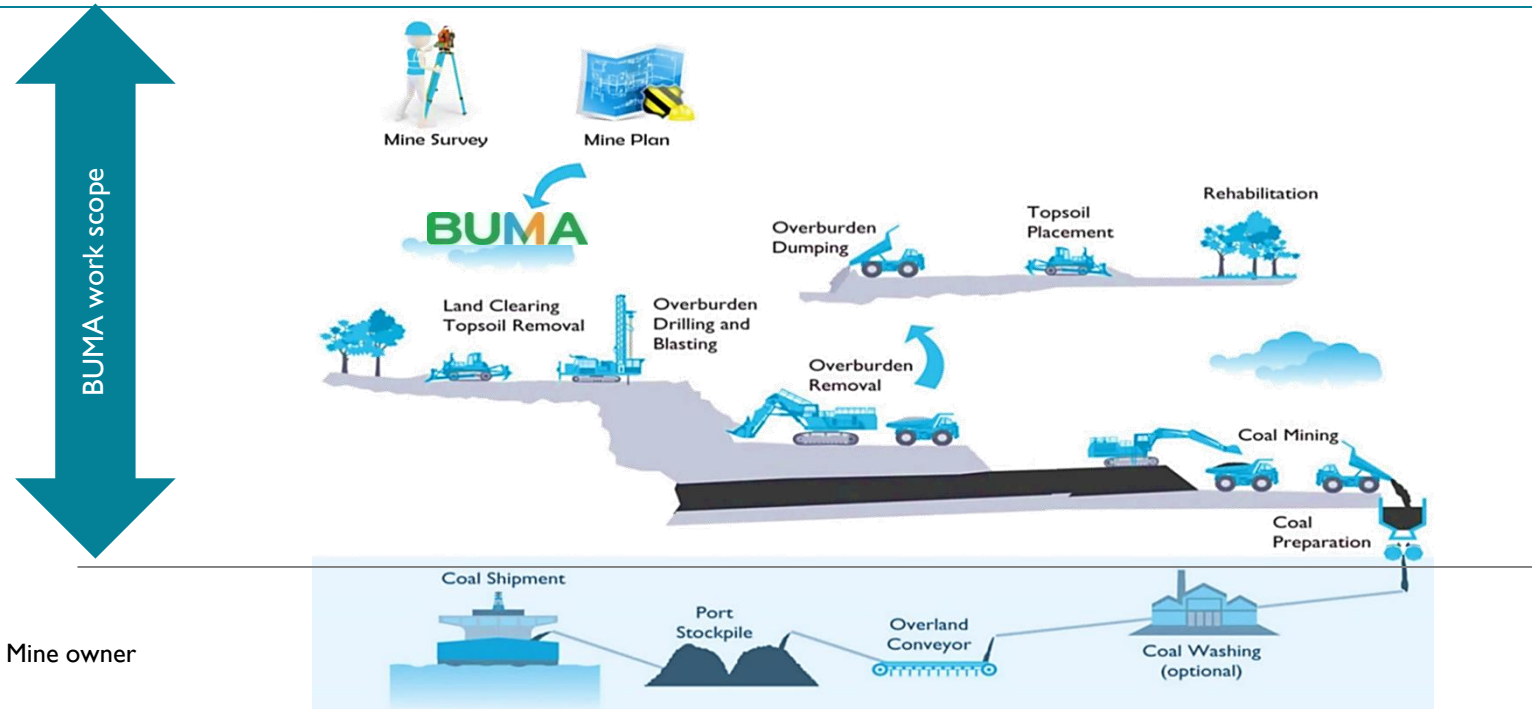 Mine Survey
Mine Plan
BUMA work scope
BUMA
Rehabilitation
Topsoil
Placement
Overburden
Dumping
Land Clearing
Topsoil Removal
Overburden
Drilling and
Blasting
Overburden
Removal
Coal Mining
Coal
Preparation
Coal Shipment
Port
Stockpile
Overland
Conveyor
Coal Washing
(optional)
Mine owner